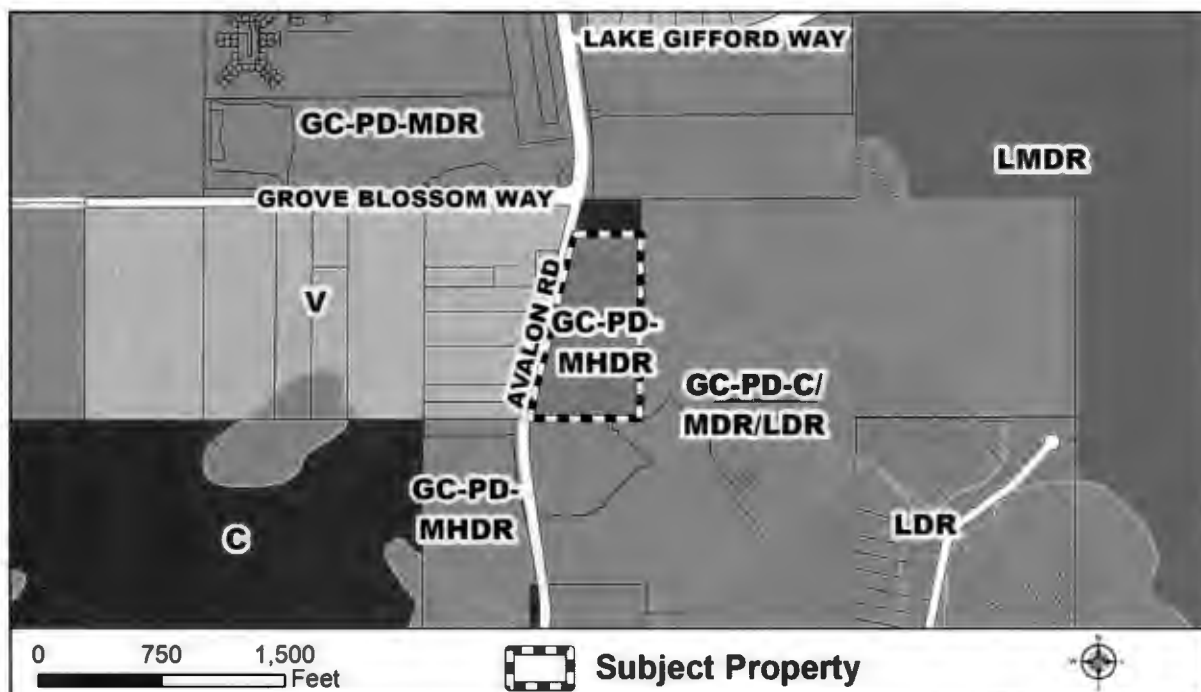 LAKE GIFFORD WAY
GC-PD-MDR
LMDR
GROVE BLOSSOM WAY
V
AVALON RD
GC-PD-
MHDR
GC-PD-C/
MDR/LDR
GC-PD-
MHDR
C
LDR
0 750 1,500
Feet
Subject Property